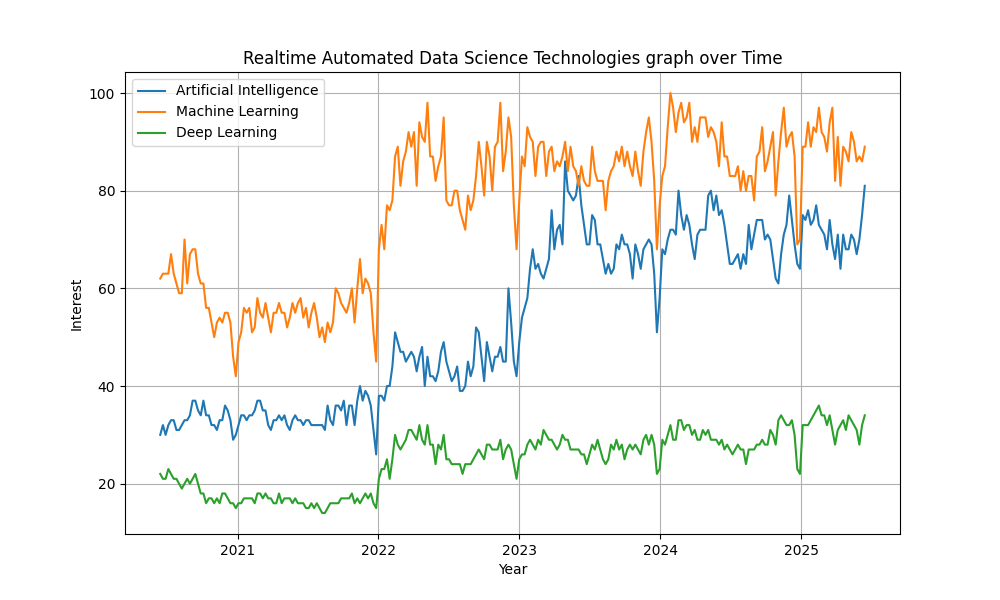 Realtime Automated Data Science Technologies graph over Time
Artificial Intelligence
Machine Learning
Deep Learning
100
80
60
40
20
Interest
2021 2022 2023 2024 2025
Year